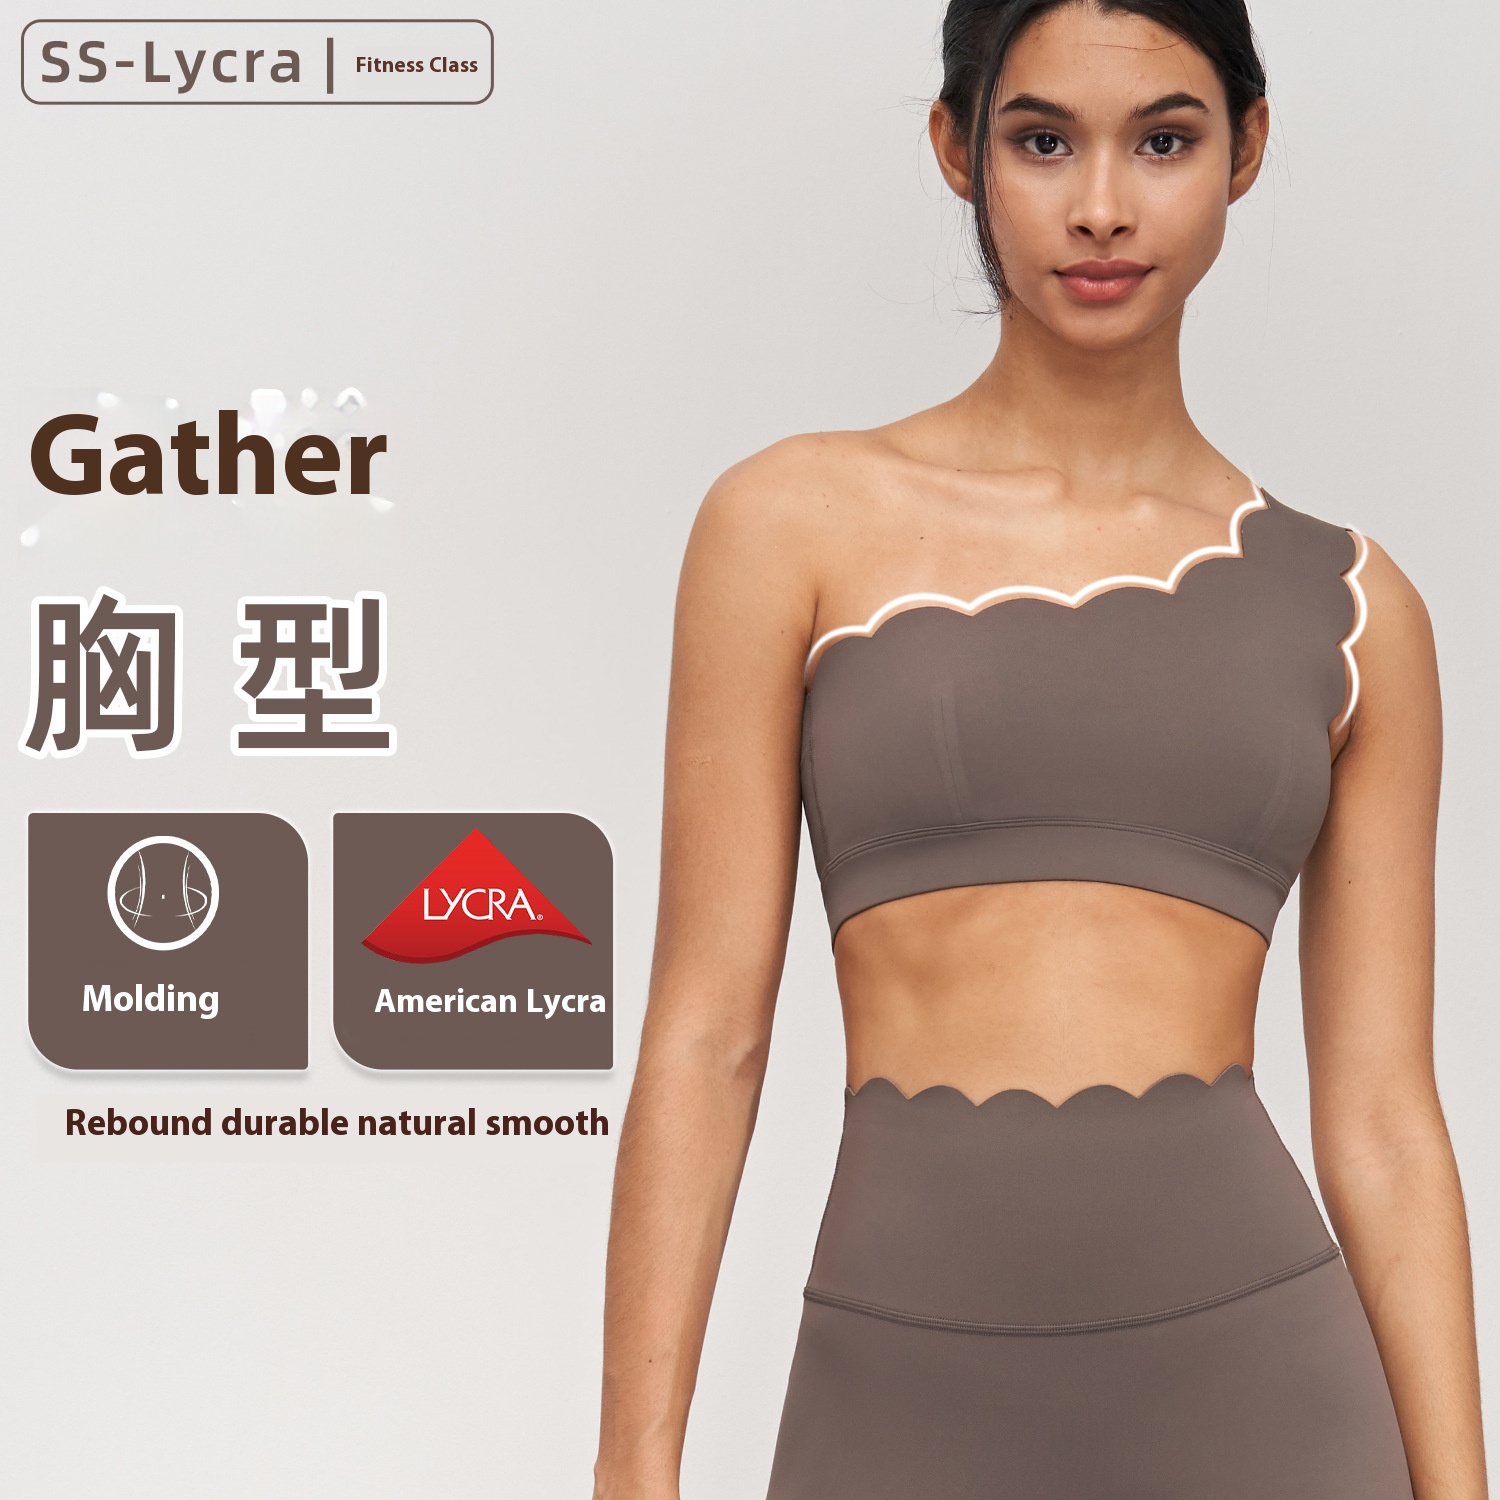 SS-Lycra | Fitness Class
Gather
胸型
LYCRA®
Molding
American Lycra
Rebound durable natural smooth